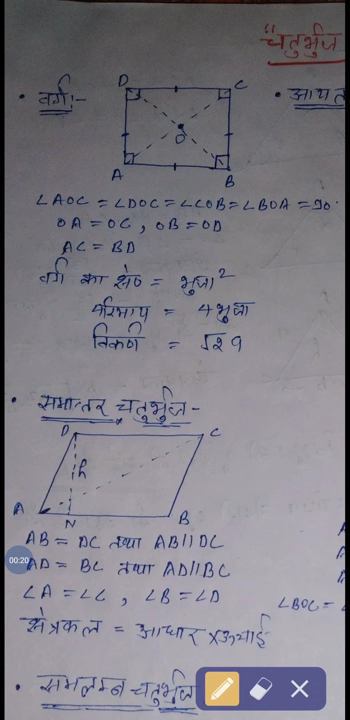 "चतुर्भुज
D C
• वर्ग:-
• आयत
O
A B
∠AOC = ∠DOC = ∠COB = ∠BOA = 90°
OA = OC , OB = OD
AC = BD
वर्ग का क्षे० = भुजा²
परिमाप = 4भुजा
विकर्ण = √2 a
• समान्तर चतुर्भुज -
D C
h
A N B
AB = DC तथा AB॥DC
00:20
AD = BC तथा AD॥BC
∠A = ∠C , ∠B = ∠D
∠BOC =
क्षेत्रफल = आधार × ऊंचाई
• समलम्ब चतुर्भुज